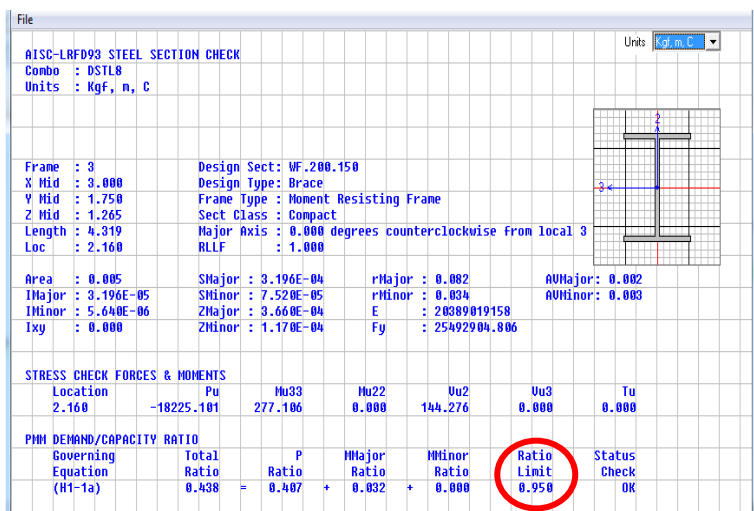 File
Units Kgf, m, C
AISC-LRFD93 STEEL SECTION CHECK
Combo : DSTL8
Units : Kgf, m, C
2
3
Frame : 3 Design Sect: WF.200.150
X Mid : 3.000 Design Type: Brace
Y Mid : 1.750 Frame Type : Moment Resisting Frame
Z Mid : 1.265 Sect Class : Compact
Length : 4.319 Major Axis : 0.000 degrees counterclockwise from local 3
Loc : 2.160 RLLF : 1.000
Area : 0.005 SMajor : 3.196E-04 rMajor : 0.082 AVMajor: 0.002
IMajor : 3.196E-05 SMinor : 7.520E-05 rMinor : 0.034 AVMinor: 0.003
IMinor : 5.640E-06 ZMajor : 3.660E-04 E : 20389019158
Ixy : 0.000 ZMinor : 1.170E-04 Fy : 25492904.806
STRESS CHECK FORCES & MOMENTS
Location Pu Mu33 Mu22 Vu2 Vu3 Tu
2.160 -18225.101 277.106 0.000 144.276 0.000 0.000
PMM DEMAND/CAPACITY RATIO
Governing Total P MMajor MMinor Ratio Status
Equation Ratio Ratio Ratio Ratio Limit Check
(H1-1a) 0.438 = 0.407 + 0.032 + 0.000 0.950 OK